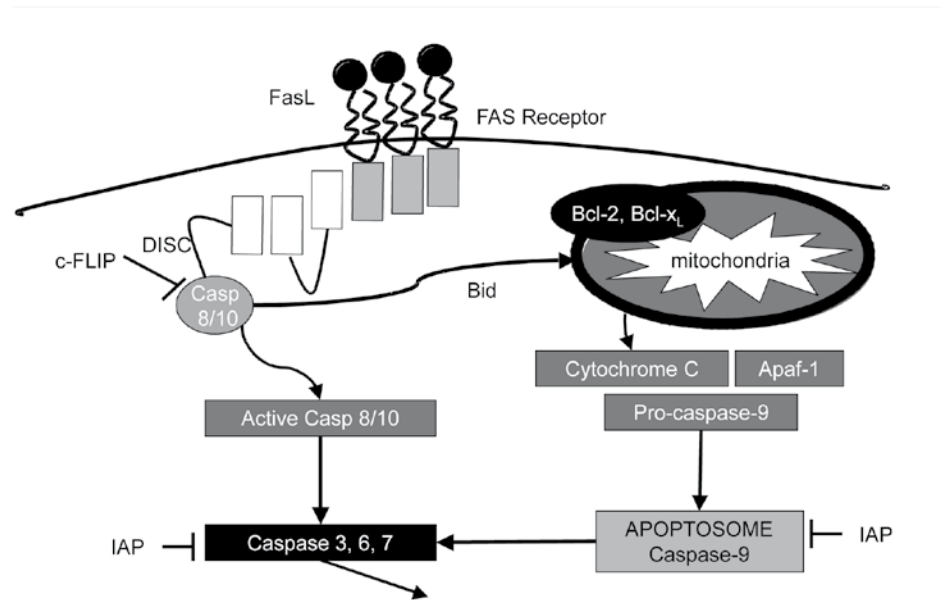 FasL
FAS Receptor
Bcl-2, Bcl-xL
DISC
c-FLIP
mitochondria
Casp
8/10
Bid
Cytochrome C
Apaf-1
Active Casp 8/10
Pro-caspase-9
IAP
Caspase 3, 6, 7
APOPTOSOME
Caspase-9
IAP